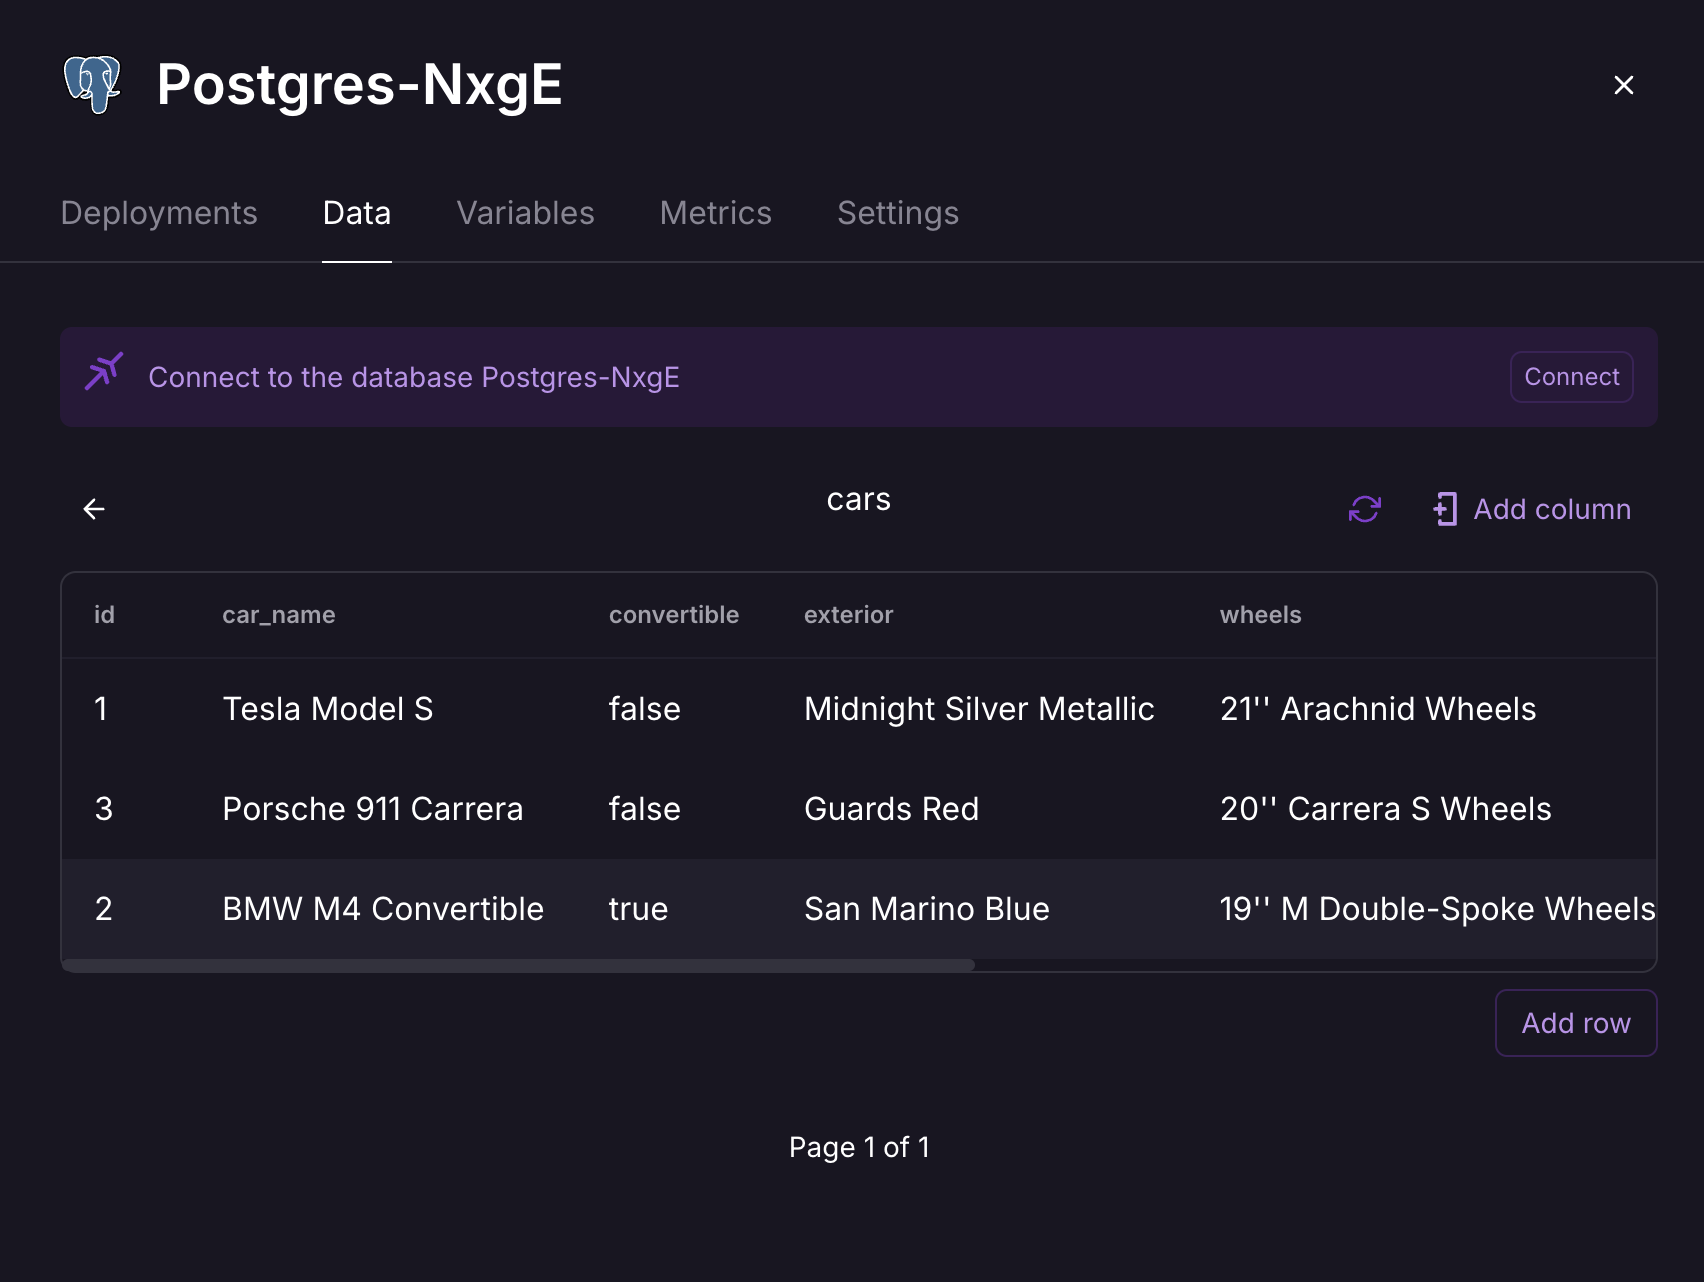 Postgres-NxgE
Deployments Data Variables Metrics Settings
Connect to the database Postgres-NxgE Connect
cars Add column
id car_name convertible exterior wheels
1 Tesla Model S false Midnight Silver Metallic 21'' Arachnid Wheels
3 Porsche 911 Carrera false Guards Red 20'' Carrera S Wheels
2 BMW M4 Convertible true San Marino Blue 19'' M Double-Spoke Wheels
Add row
Page 1 of 1